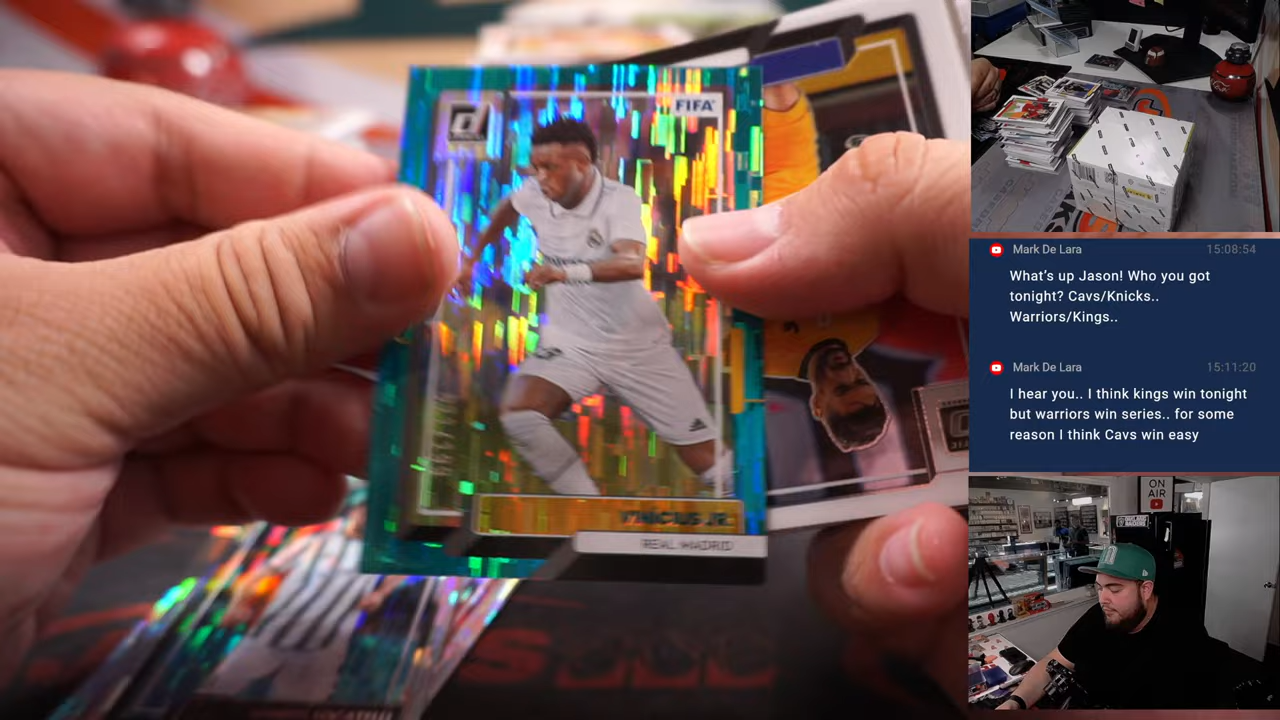 FIFA
VINICIUS JR.
REAL MADRID
Mark De Lara 15:08:54
What's up Jason! Who you got
tonight? Cavs/Knicks..
Warriors/Kings..
Mark De Lara 15:11:20
I hear you.. I think kings win tonight
but warriors win series.. for some
reason I think Cavs win easy
ON
AIR